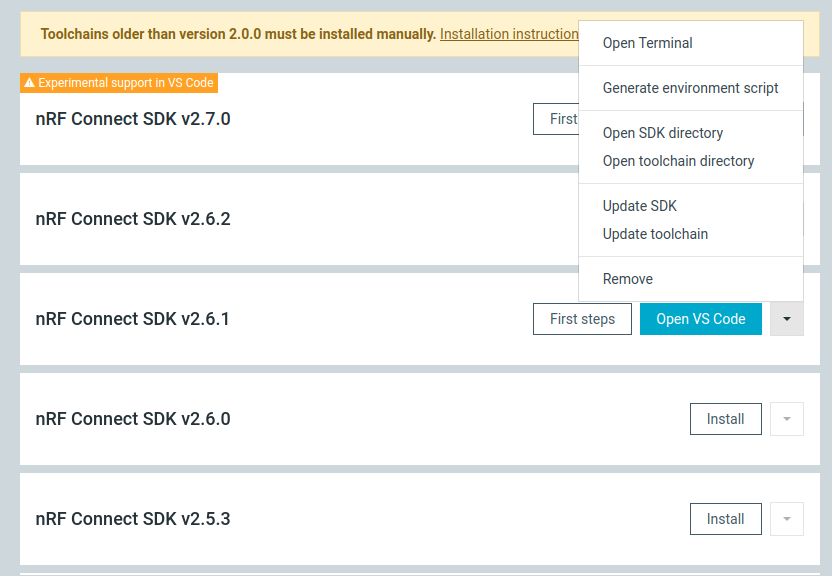 Toolchains older than version 2.0.0 must be installed manually. Installation instruction
Experimental support in VS Code
nRF Connect SDK v2.7.0
First
nRF Connect SDK v2.6.2
Open Terminal
Generate environment script
Open SDK directory
Open toolchain directory
Update SDK
Update toolchain
Remove
nRF Connect SDK v2.6.1
First steps
Open VS Code
nRF Connect SDK v2.6.0
Install
nRF Connect SDK v2.5.3
Install